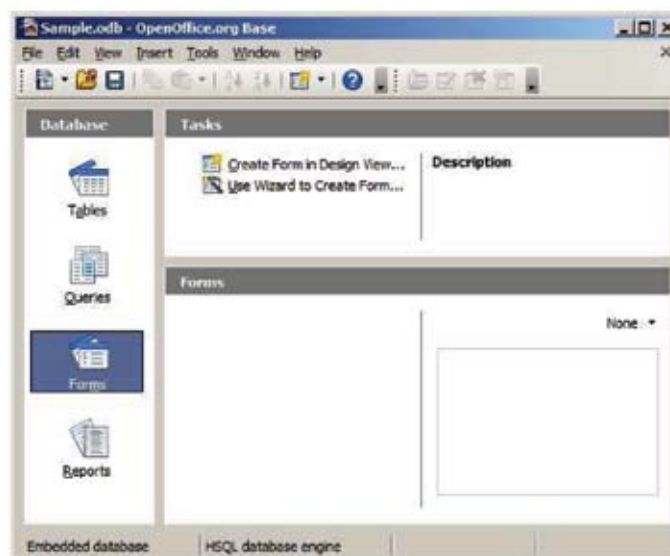 Sample.odb - OpenOffice.org Base
File Edit View Insert Tools Window Help
Database
Tasks
Tables
Queries
Forms
Reports
Create Form in Design View...
Use Wizard to Create Form...
Description
Forms
None
Embedded database
HSQL database engine